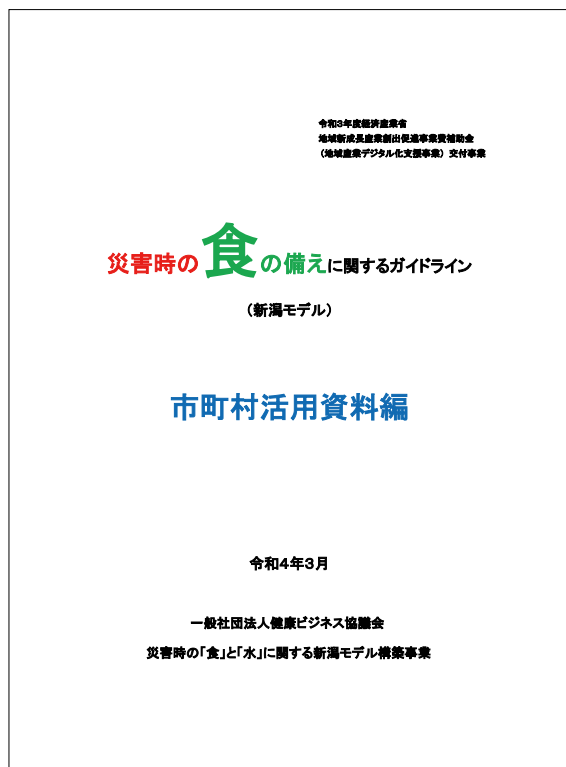 令和3年度経済産業省
地域新成長産業創出促進事業費補助金
（地域産業デジタル化支援事業）交付事業
災害時の食の備えに関するガイドライン
（新潟モデル）
市町村活用資料編
令和4年3月
一般社団法人健康ビジネス協議会
災害時の「食」と「水」に関する新潟モデル構築事業